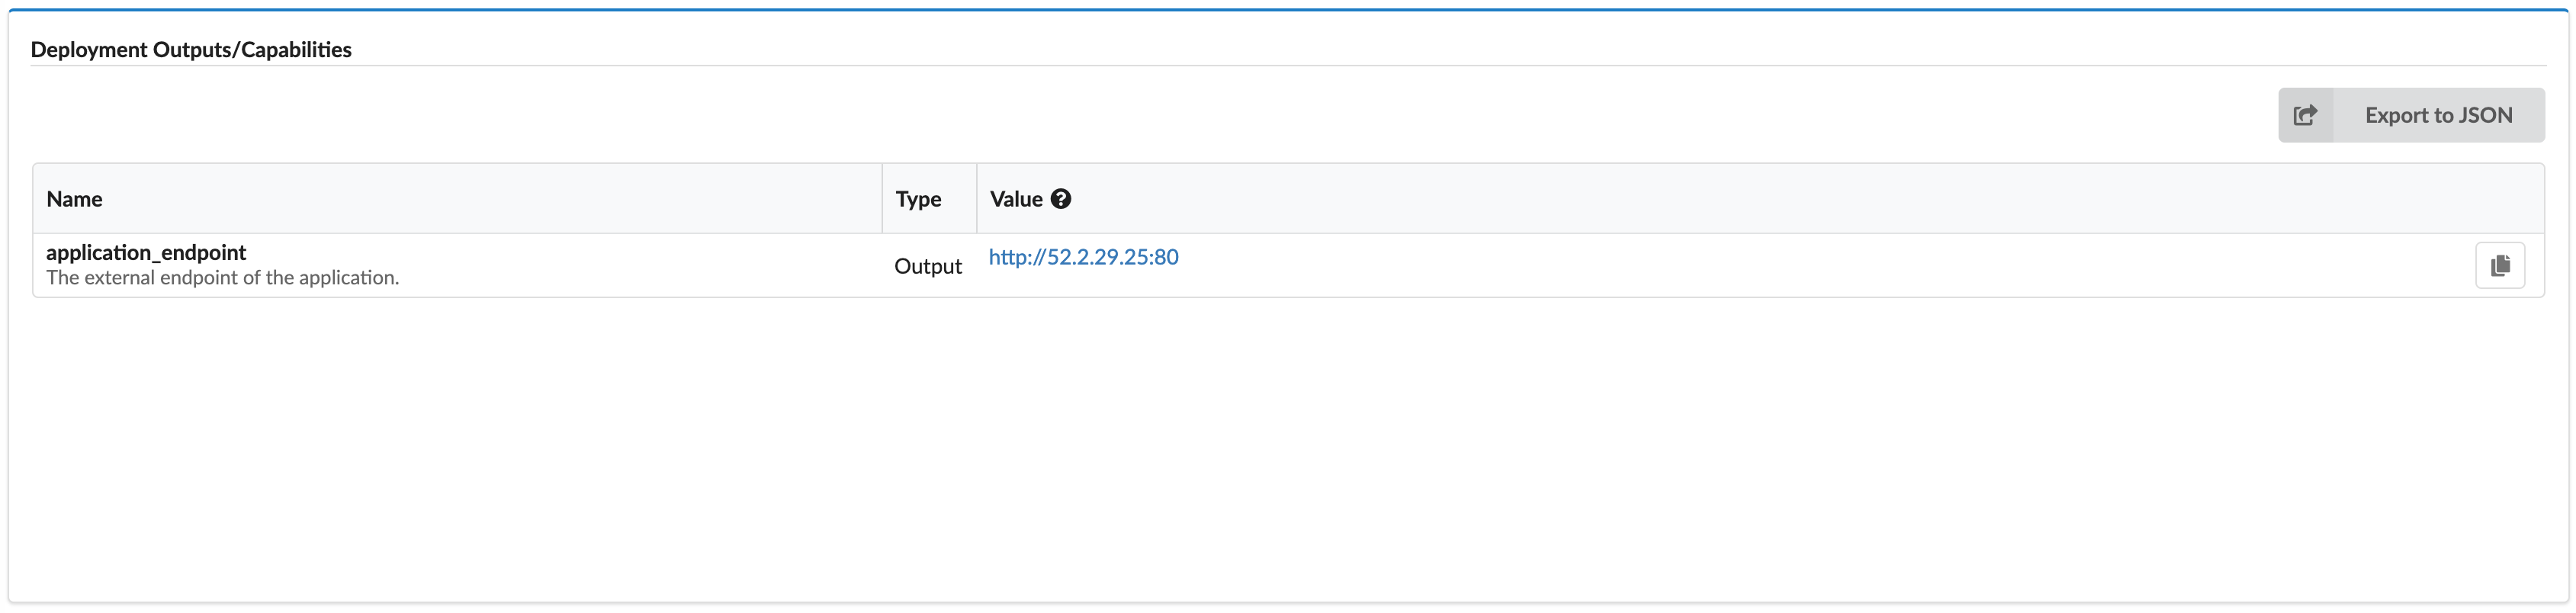 Deployment Outputs/Capabilities
Export to JSON
Name Type Value
application_endpoint
The external endpoint of the application.
Output
http://52.2.29.25:80